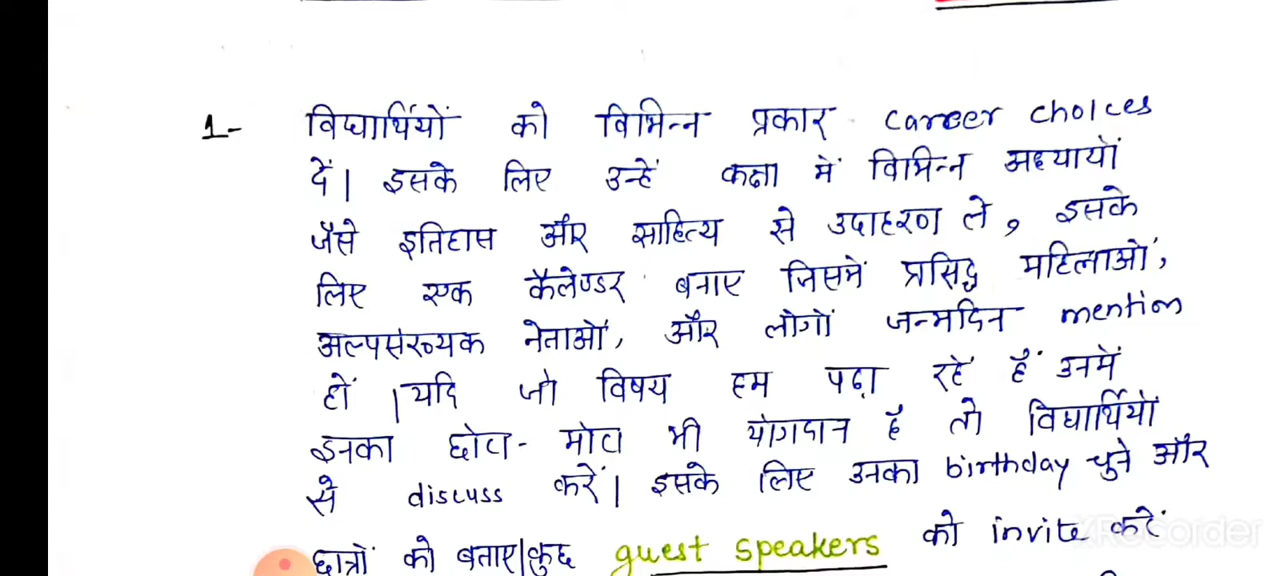 1- विद्यार्थियों को विभिन्न प्रकार career choices
दें। इसके लिए उन्हें कक्षा में विभिन्न अध्यायों
जैसे इतिहास और साहित्य से उदाहरण ले, इसके
लिए एक कैलेण्डर बनाए जिसमें प्रसिद्ध महिलाओं,
अल्पसंख्यक नेताओं, और लोगों जन्मदिन mention
हों। यदि जो विषय हम पढ़ा रहें हैं उनमें
इनका छोटा-मोटा भी योगदान है तो विद्यार्थियों
से discuss करें। इसके लिए उनका birthday चुने और
छात्रों को बताए। कुछ guest speakers को invite करें
XRecorder